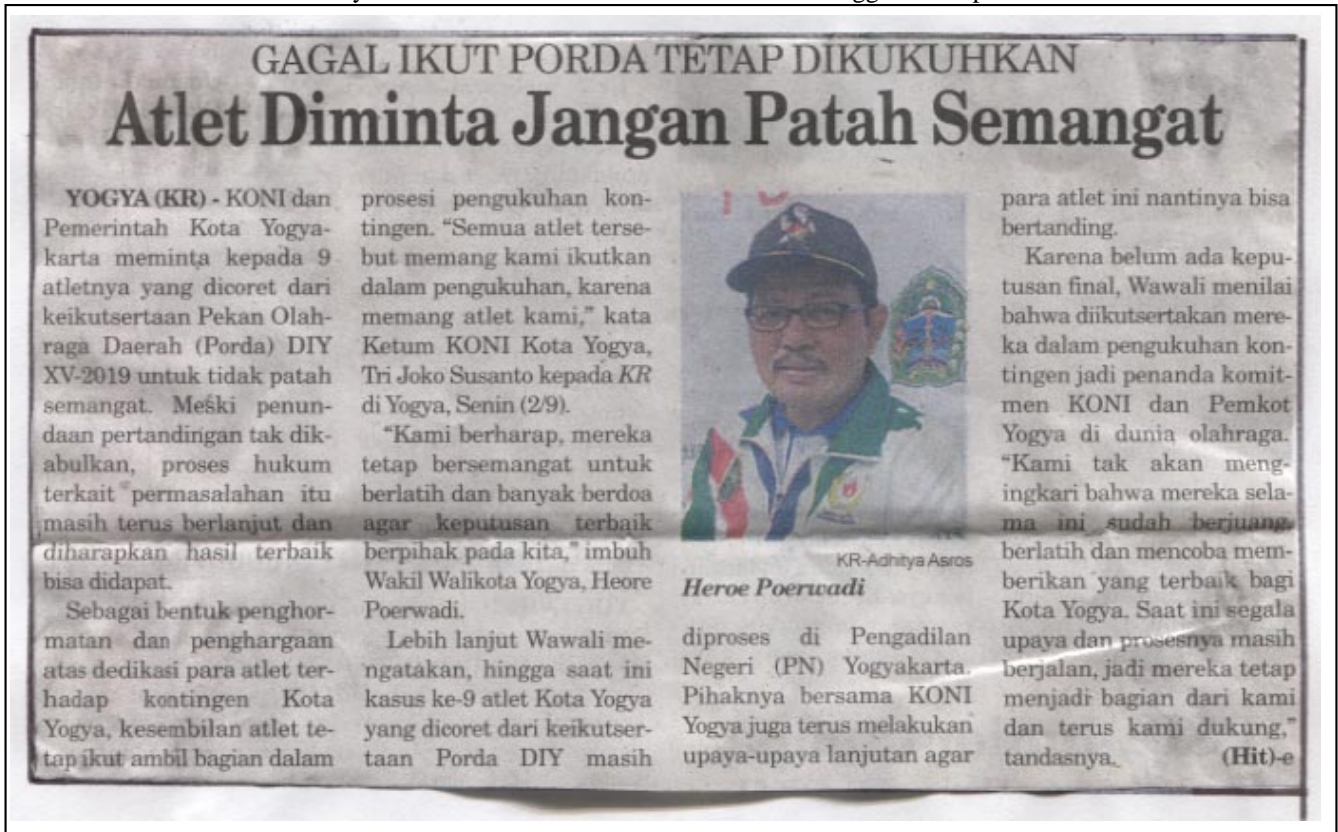 GAGAL IKUT PORDA TETAP DIKUKUHKAN
Atlet Diminta Jangan Patah Semangat
YOGYA (KR) - KONI dan
Pemerintah Kota Yogya-
karta meminta kepada 9
atletnya yang dicoret dari
keikutsertaan Pekan Olah-
raga Daerah (Porda) DIY
XV-2019 untuk tidak patah
semangat. Meski penun-
daan pertandingan tak dik-
abulkan, proses hukum
terkait permasalahan itu
masih terus berlanjut dan
diharapkan hasil terbaik
bisa didapat.
Sebagai bentuk penghor-
matan dan penghargaan
atas dedikasi para atlet ter-
hadap kontingen Kota
Yogya, kesembilan atlet te-
tap ikut ambil bagian dalam
prosesi pengukuhan kon-
tingen. “Semua atlet terse-
but memang kami ikutkan
dalam pengukuhan, karena
memang atlet kami,” kata
Ketum KONI Kota Yogya,
Tri Joko Susanto kepada KR
di Yogya, Senin (2/9).
“Kami berharap, mereka
tetap bersemangat untuk
berlatih dan banyak berdoa
agar keputusan terbaik
berpihak pada kita,” imbuh
Wakil Walikota Yogya, Heore
Poerwadi.
Lebih lanjut Wawali me-
ngatakan, hingga saat ini
kasus ke-9 atlet Kota Yogya
yang dicoret dari keikutser-
taan Porda DIY masih
KR-Adhitya Asros
Heroe Poerwadi
diproses di Pengadilan
Negeri (PN) Yogyakarta.
Pihaknya bersama KONI
Yogya juga terus melakukan
upaya-upaya lanjutan agar
para atlet ini nantinya bisa
bertanding.
Karena belum ada kepu-
tusan final, Wawali menilai
bahwa diikutsertakan mere-
ka dalam pengukuhan kon-
tingen jadi penanda komit-
men KONI dan Pemkot
Yogya di dunia olahraga.
“Kami tak akan meng-
ingkari bahwa mereka sela-
ma ini sudah berjuang,
berlatih dan mencoba mem-
berikan yang terbaik bagi
Kota Yogya. Saat ini segala
upaya dan prosesnya masih
berjalan, jadi mereka tetap
menjadi bagian dari kami
dan terus kami dukung,”
tandasnya. (Hit)-e